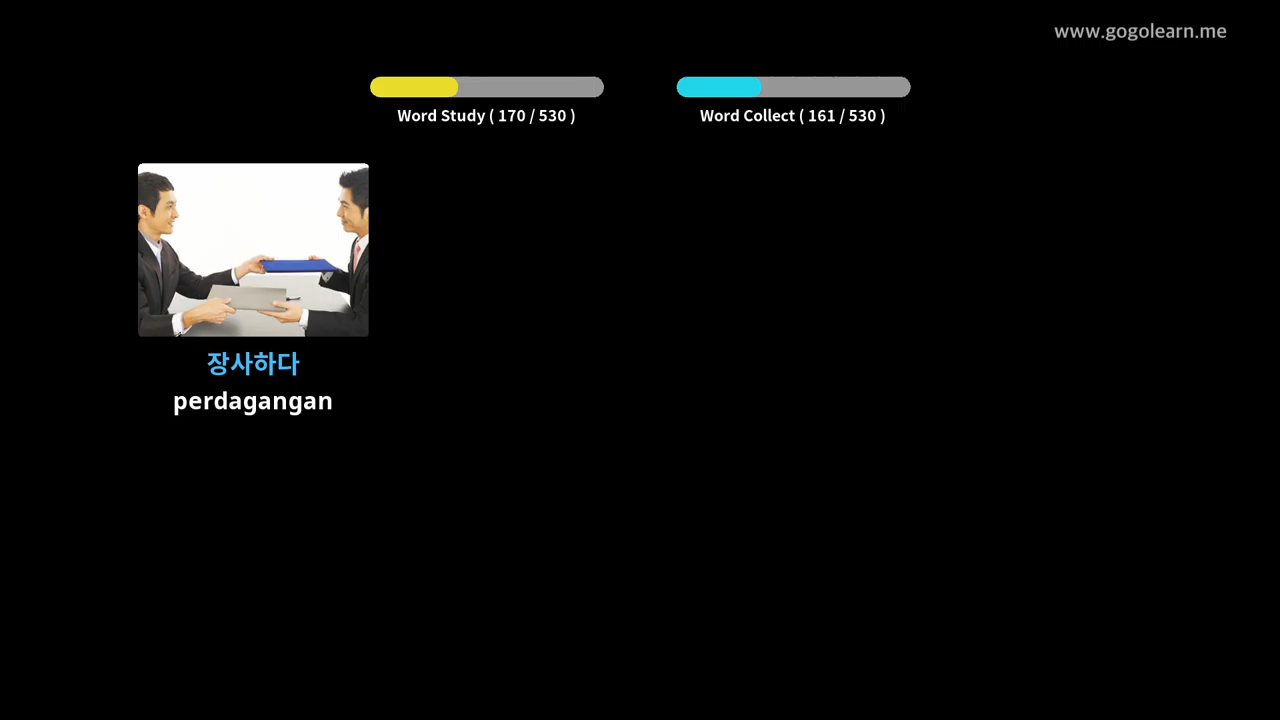 www.gogolearn.me
Word Study ( 170 / 530 )
Word Collect ( 161 / 530 )
장사하다
perdagangan